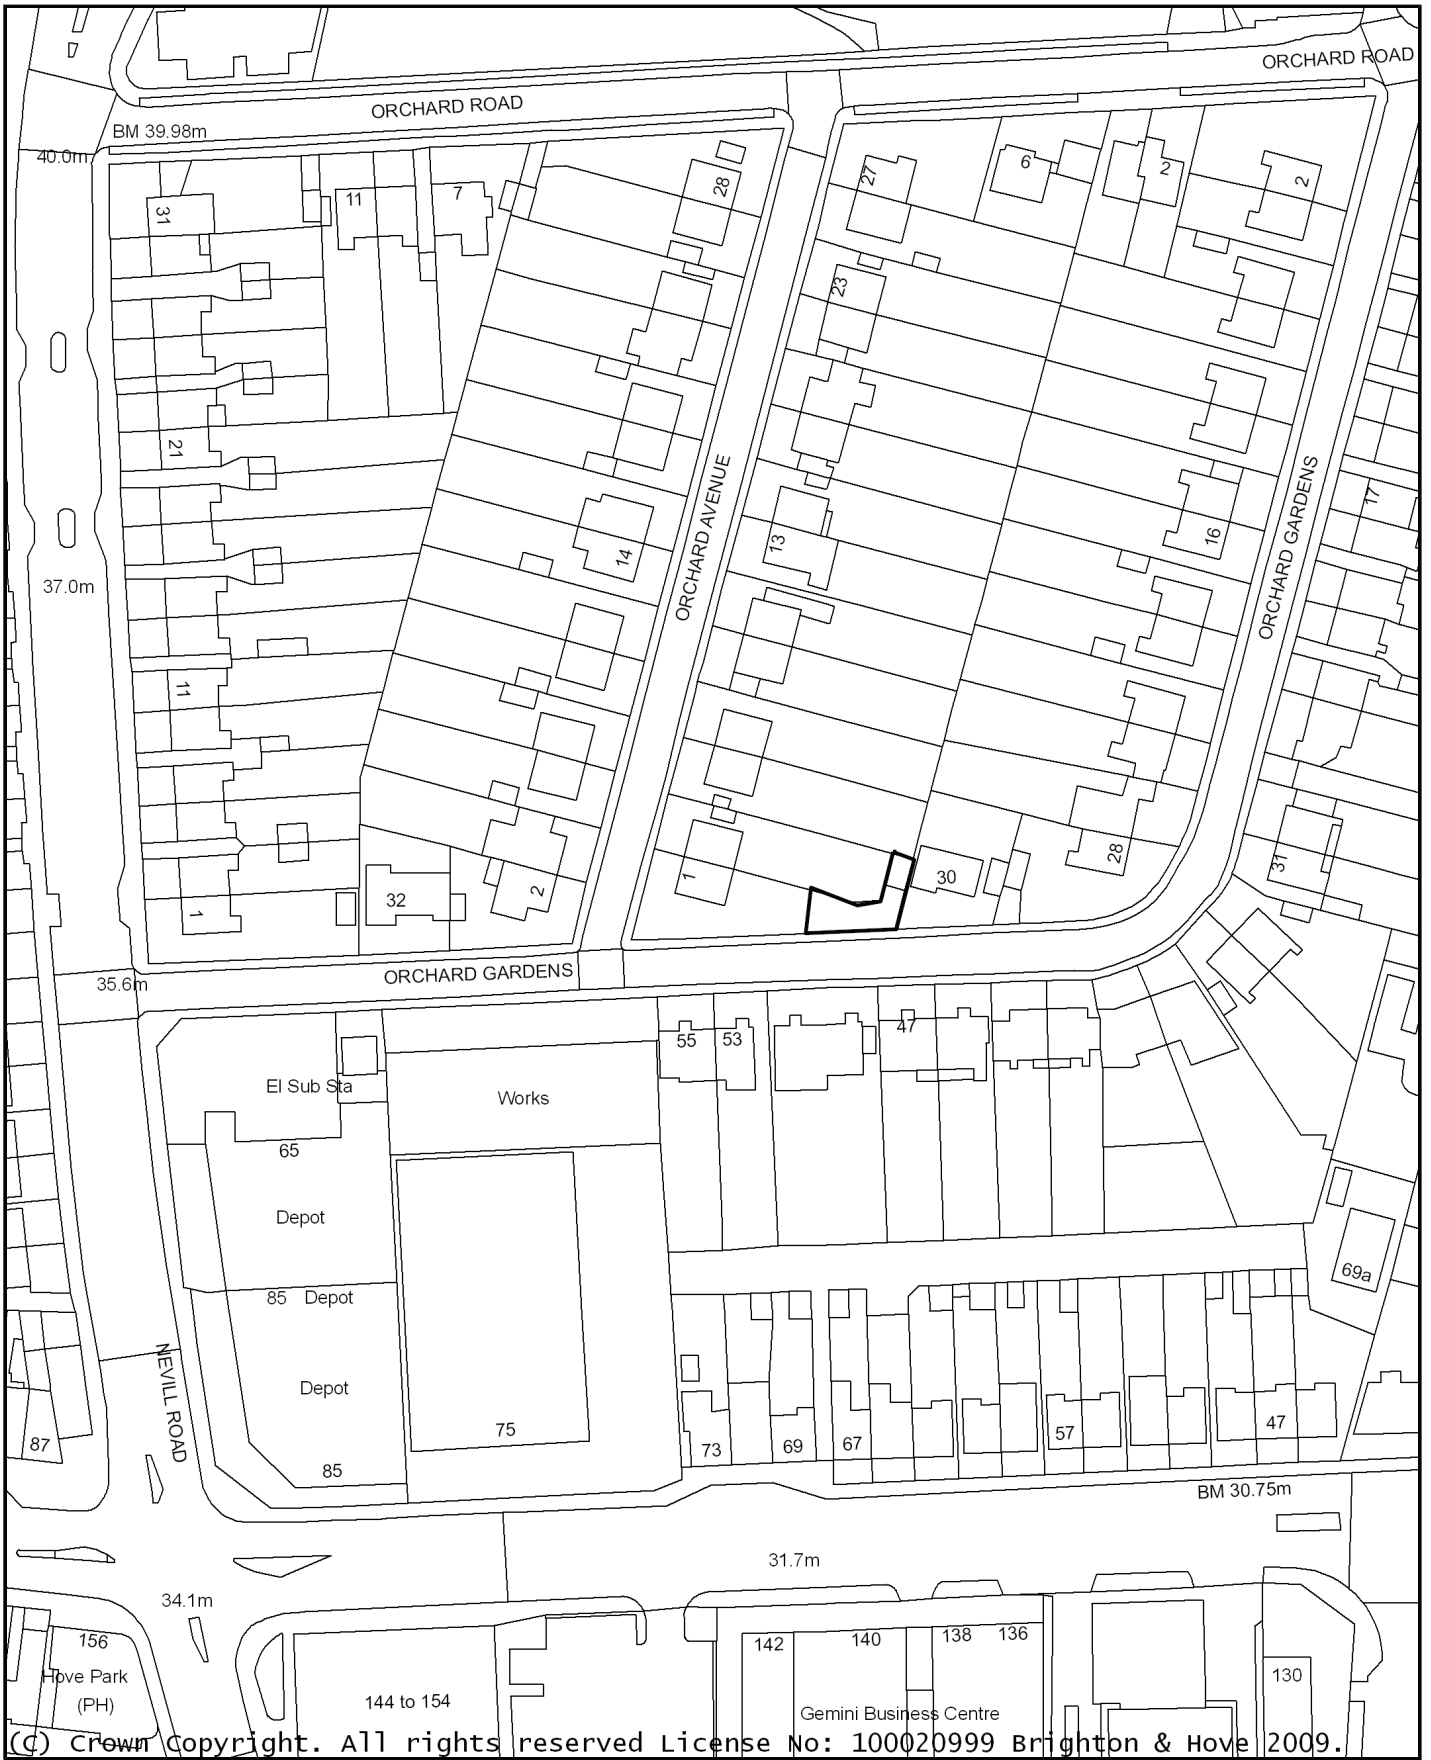 ORCHARD ROAD
ORCHARD ROAD
BM 39.98m
40.0m
31
11
7
28
27
6
2
2
23
21
ORCHARD AVENUE
ORCHARD GARDENS
17
14
13
16
37.0m
11
1
32
2
1
30
28
31
1
35.6m
ORCHARD GARDENS
55
53
47
El Sub Sta
Works
65
Depot
85 Depot
69a
Depot
NEVILL ROAD
75
87
85
73
69
67
57
47
BM 30.75m
31.7m
34.1m
156
Hove Park
(PH)
144 to 154
142
140
138
136
130
Gemini Business Centre
(C) Crown Copyright. All rights reserved License No: 100020999 Brighton & Hove 2009.